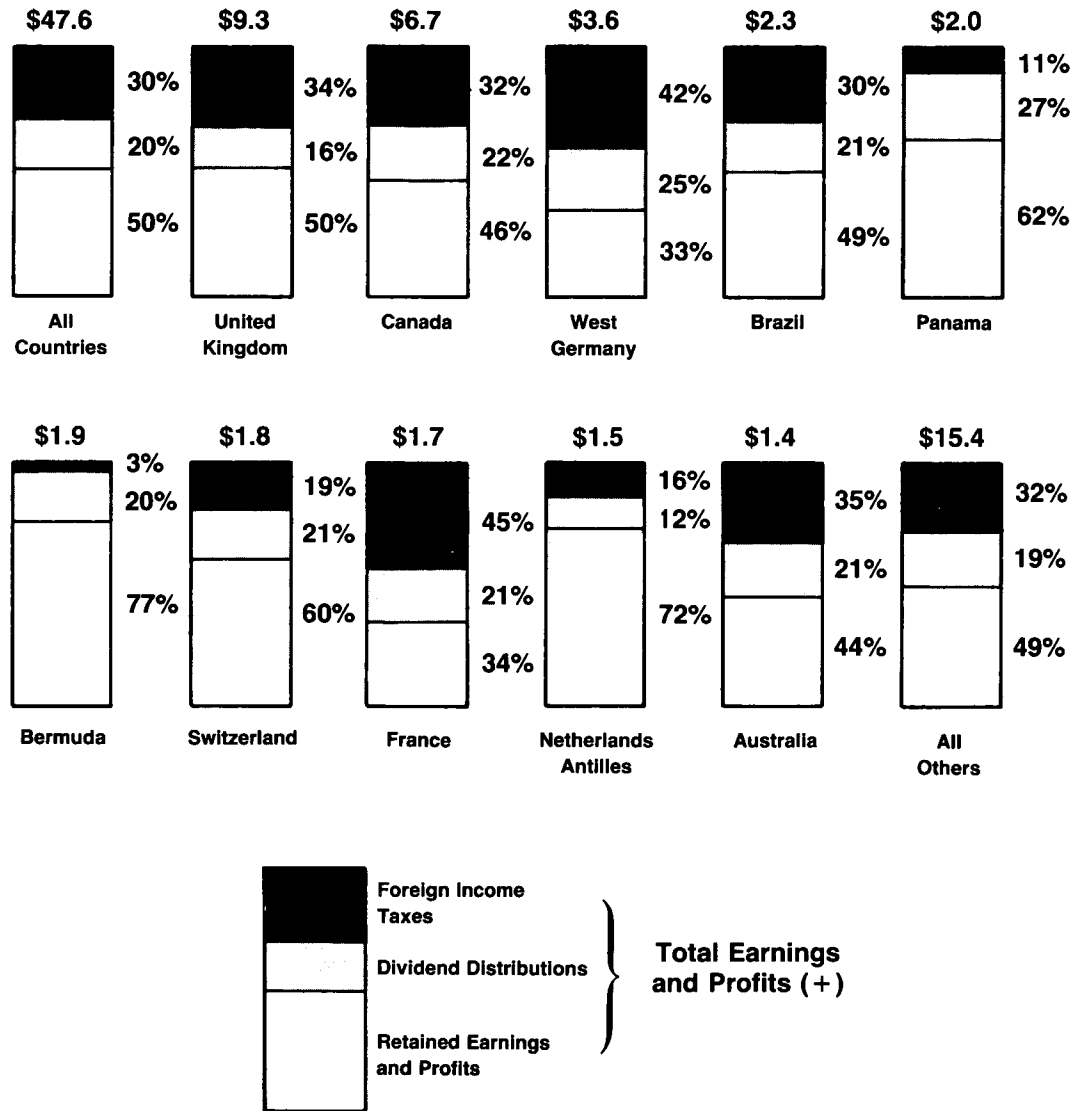 $47.6 $9.3 $6.7 $3.6 $2.3 $2.0
30% 34% 32% 42% 30% 11%
27%
20% 16% 22% 25% 21%
50% 50% 46% 33% 49% 62%
All
Countries
United
Kingdom
Canada
West
Germany
Brazil
Panama
$1.9 $1.8 $1.7 $1.5 $1.4 $15.4
3% 19% 45% 16% 35% 32%
20% 21% 21% 12% 21% 19%
77% 60% 34% 72% 44% 49%
Bermuda
Switzerland
France
Netherlands
Antilles
Australia
All
Others
Foreign Income
Taxes
Dividend Distributions
Retained Earnings
and Profits
Total Earnings
and Profits (+)